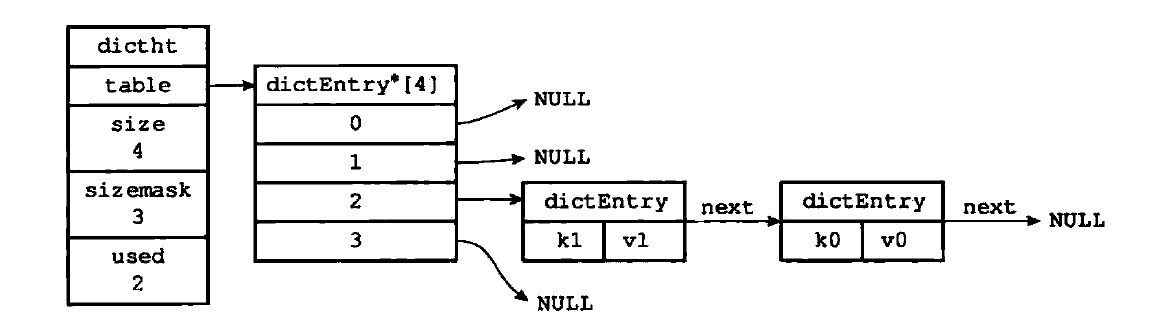 dictht
table
size
4
sizemask
3
used
2
dictEntry*[4]
0
1
2
3
NULL
NULL
dictEntry
k1 v1
next
dictEntry
k0 v0
next
NULL
NULL